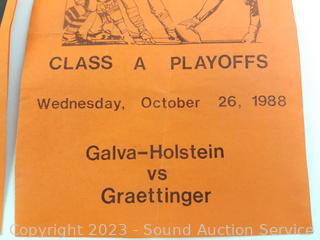 CLASS A PLAYOFFS
Wednesday, October 26, 1988
Galva-Holstein
vs
Graettinger
Copyright 2023 - Sound Auction Service